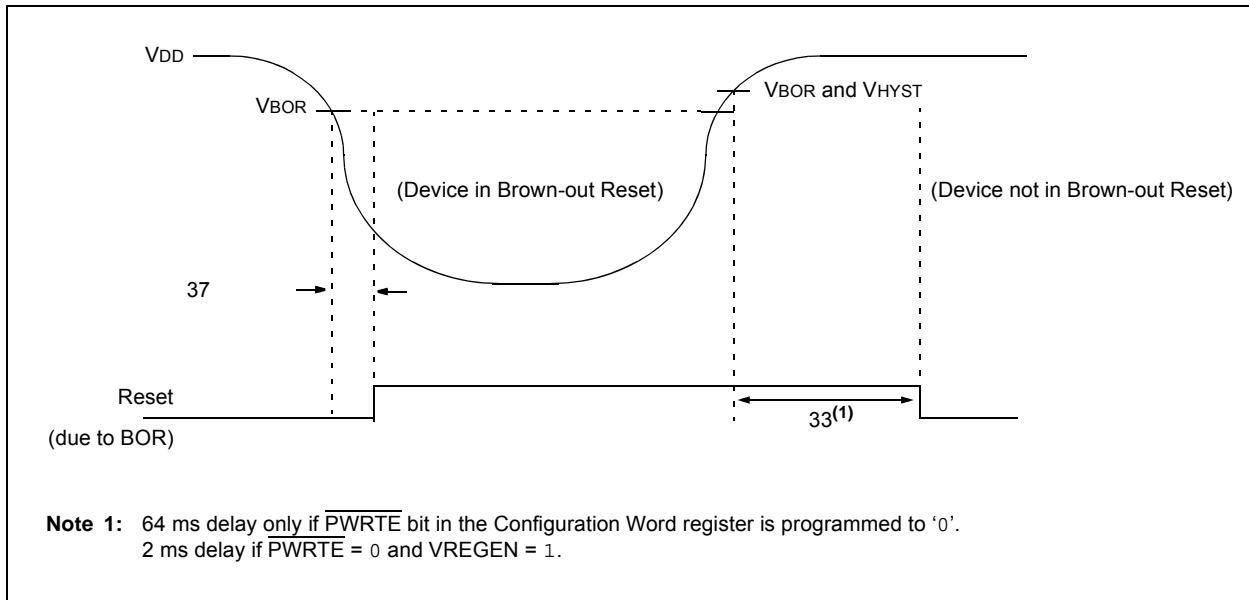 VDD
VBOR
VBOR and VHYST
(Device in Brown-out Reset)
(Device not in Brown-out Reset)
37
Reset
33(1)
(due to BOR)
Note 1: 64 ms delay only if PWRTE bit in the Configuration Word register is programmed to ‘0’.
2 ms delay if PWRTE = 0 and VREGEN = 1.